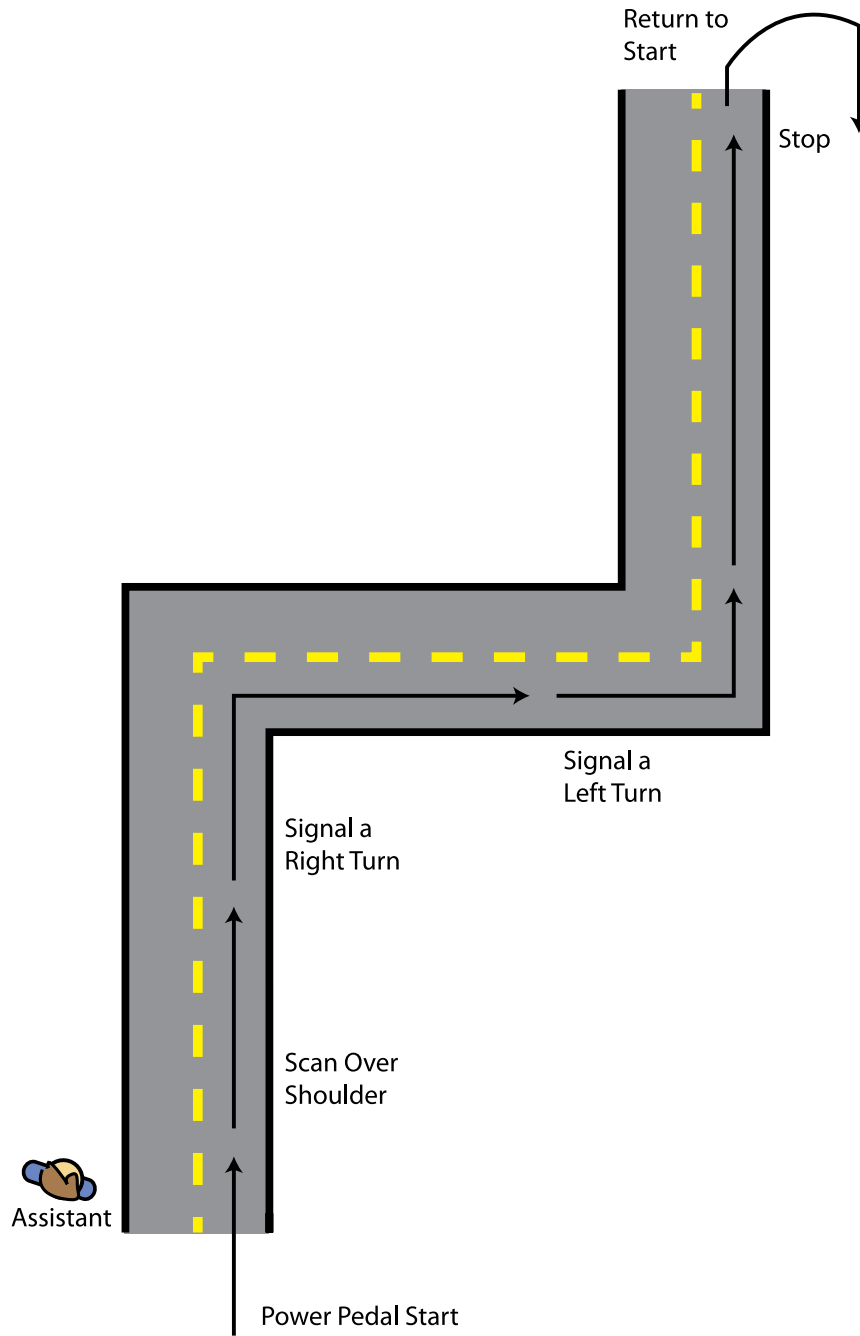 Return to
Start
Stop
Signal a
Left Turn
Signal a
Right Turn
Scan Over
Shoulder
Assistant
Power Pedal Start